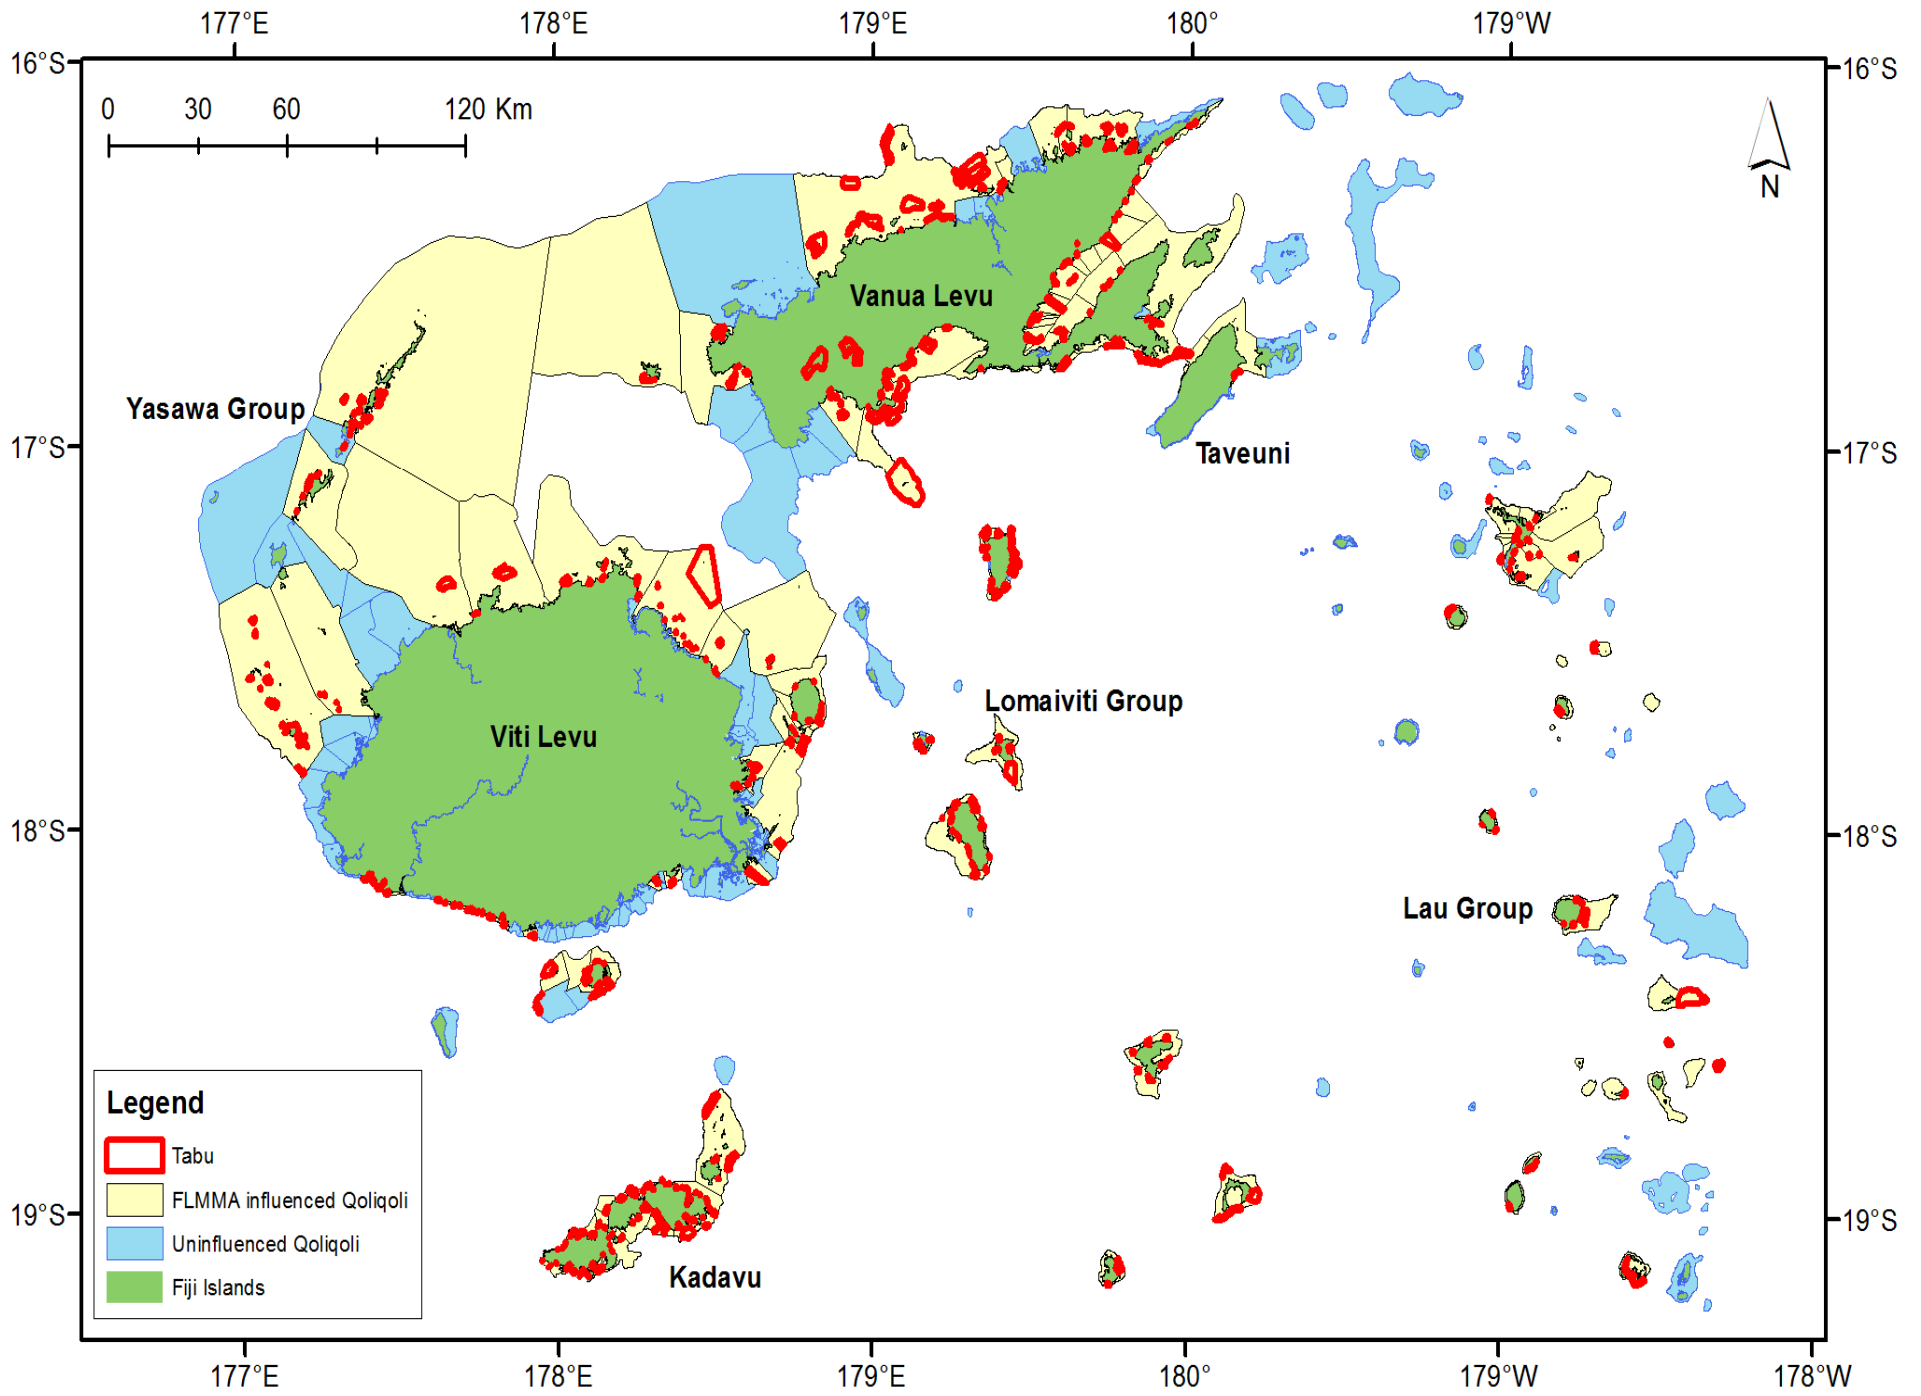 177°E 178°E 179°E 180° 179°W
16°S 16°S
0 30 60 120 Km
N
Vanua Levu
Yasawa Group
17°S Taveuni 17°S
Lomaiviti Group
Viti Levu
18°S 18°S
Lau Group
Legend
Tabu
FLMMA influenced Qoliqoli
19°S 19°S
Uninfluenced Qoliqoli
Kadavu
Fiji Islands
177°E 178°E 179°E 180° 179°W 178°W